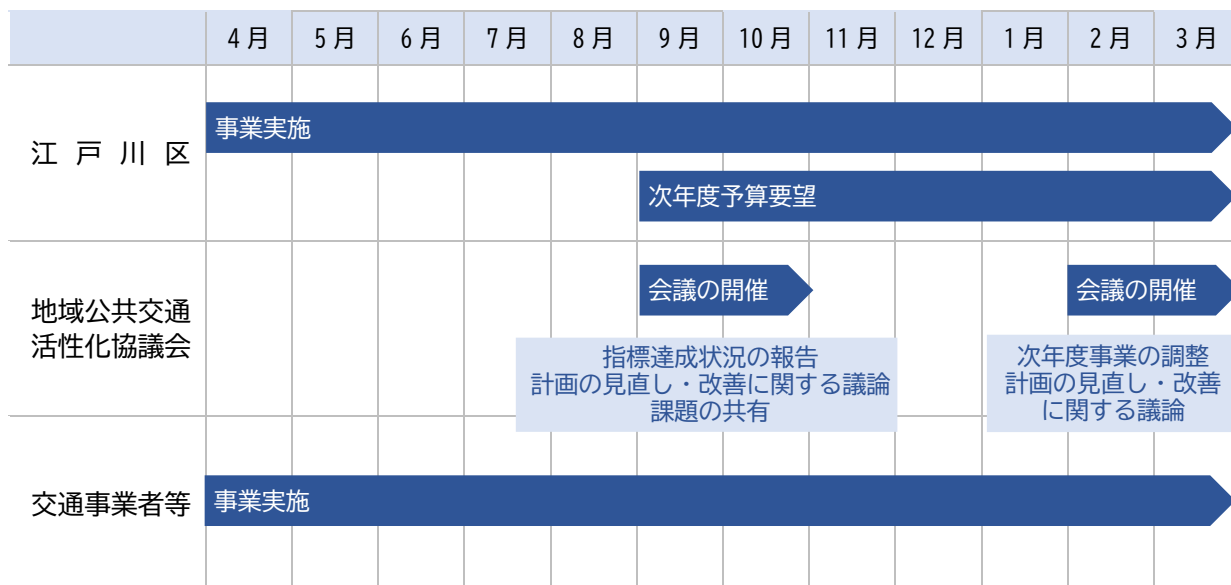 4月 5月 6月 7月 8月 9月 10月 11月 12月 1月 2月 3月
江戸川区
事業実施
次年度予算要望
地域公共交通
活性化協議会
会議の開催
会議の開催
指標達成状況の報告
計画の見直し・改善に関する議論
課題の共有
次年度事業の調整
計画の見直し・改善
に関する議論
交通事業者等
事業実施